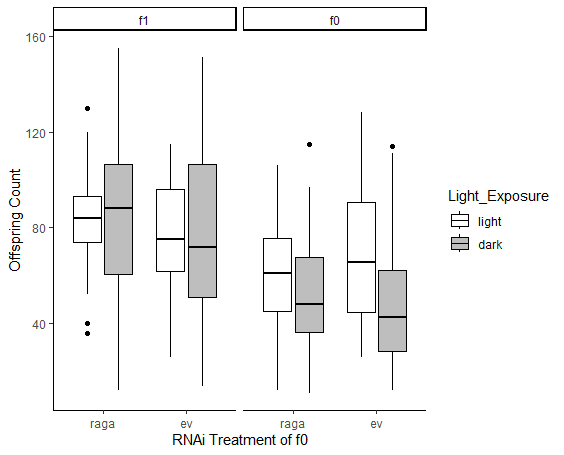 f1
f0
160
120
80
40
Offspring Count
raga
ev
raga
ev
RNAi Treatment of f0
Light_Exposure
light
dark